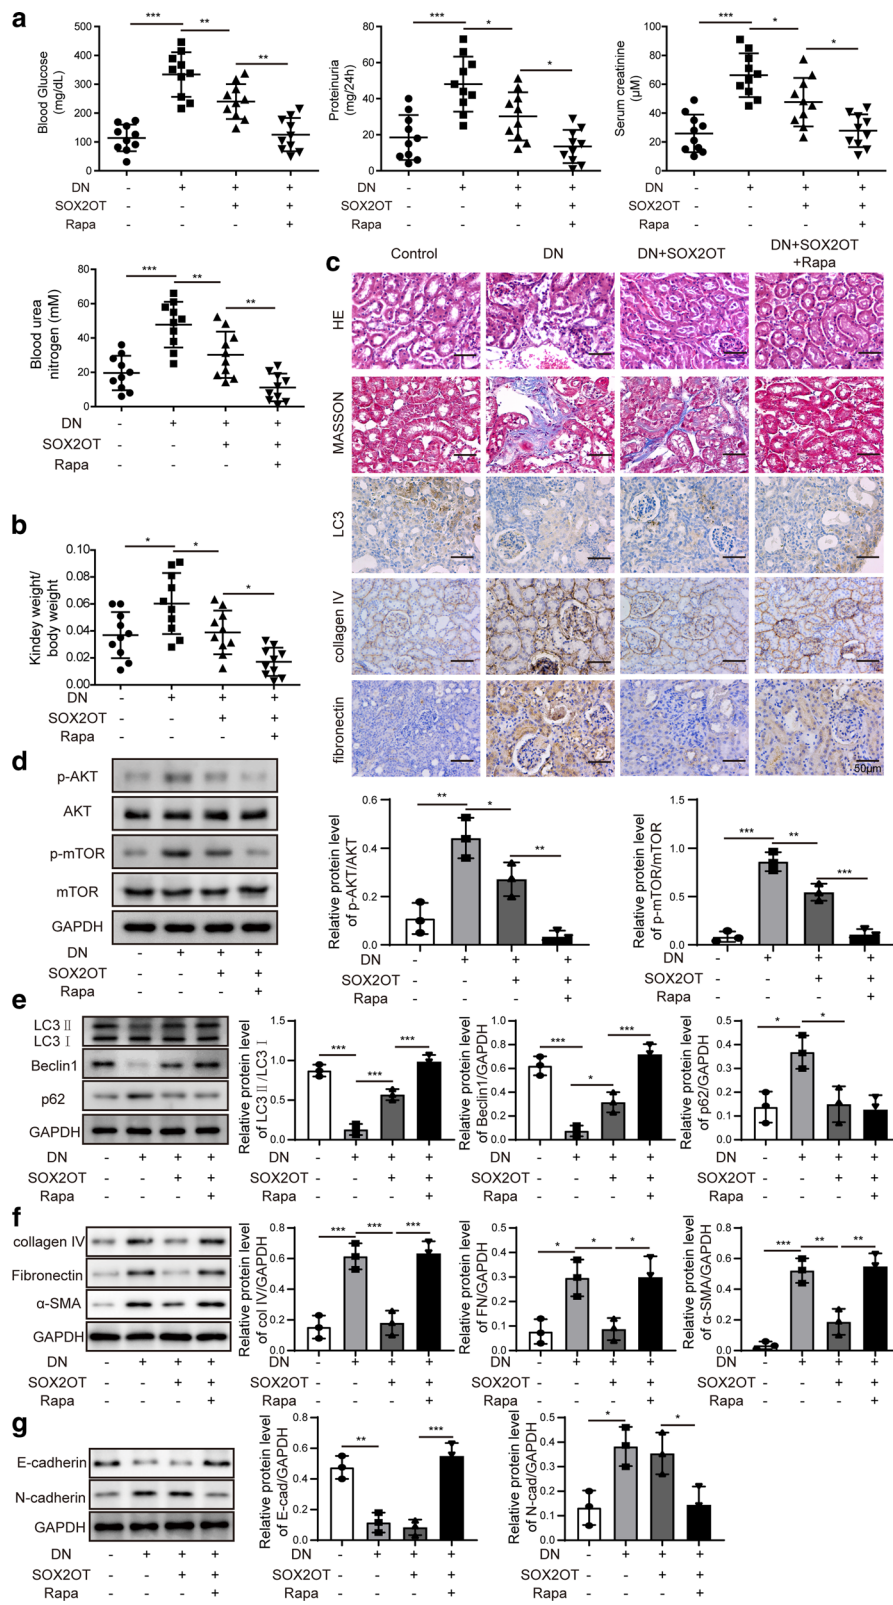 a
Blood Glucose
(mg/dL)
500
400
300
200
100
0
*** ** **
DN - + + +
SOX2OT - - + +
Rapa - - - +
Proteinuria
(mg/24h)
80
60
40
20
0
*** * *
DN - + + +
SOX2OT - - + +
Rapa - - - +
Serum creatinine
(μM)
100
80
60
40
20
0
*** * *
DN - + + +
SOX2OT - - + +
Rapa - - - +
Blood urea
nitrogen (mM)
80
60
40
20
0
*** ** **
DN - + + +
SOX2OT - - + +
Rapa - - - +
b
Kindey weight/
body weight
0.10
0.08
0.06
0.04
0.02
0.00
* * *
DN - + + +
SOX2OT - - + +
Rapa - - - +
c
Control DN DN+SOX2OT DN+SOX2OT
+Rapa
HE
MASSON
LC3
collagen IV
fibronectin
50μm
d
p-AKT
AKT
p-mTOR
mTOR
GAPDH
DN - + + +
SOX2OT - - + +
Rapa - - - +
Relative protein level
of p-AKT/AKT
0.6
0.4
0.2
0.0
** * **
DN - + + +
SOX2OT - - + +
Rapa - - - +
Relative protein level
of p-mTOR/mTOR
1.5
1.0
0.5
0.0
*** ** ***
DN - + + +
SOX2OT - - + +
Rapa - - - +
e
LC3 Ⅱ
LC3 Ⅰ
Beclin1
p62
GAPDH
DN - + + +
SOX2OT - - + +
Rapa - - - +
Relative protein level
of LC3Ⅱ/LC3Ⅰ
1.5
1.0
0.5
0.0
*** *** ***
DN - + + +
SOX2OT - - + +
Rapa - - - +
Relative protein level
of Beclin1/GAPDH
1.0
0.8
0.6
0.4
0.2
0.0
*** * ***
DN - + + +
SOX2OT - - + +
Rapa - - - +
Relative protein level
of p62/GAPDH
0.5
0.4
0.3
0.2
0.1
0.0
* *
DN - + + +
SOX2OT - - + +
Rapa - - - +
f
collagen IV
Fibronectin
α-SMA
GAPDH
DN - + + +
SOX2OT - - + +
Rapa - - - +
Relative protein level
of col IV/GAPDH
0.8
0.6
0.4
0.2
0.0
*** *** ***
DN - + + +
SOX2OT - - + +
Rapa - - - +
Relative protein level
of FN/GAPDH
0.6
0.4
0.2
0.0
* * *
DN - + + +
SOX2OT - - + +
Rapa - - - +
Relative protein level
of α-SMA/GAPDH
0.8
0.6
0.4
0.2
0.0
*** ** **
DN - + + +
SOX2OT - - + +
Rapa - - - +
g
E-cadherin
N-cadherin
GAPDH
DN - + + +
SOX2OT - - + +
Rapa - - - +
Relative protein level
of E-cad/GAPDH
0.8
0.6
0.4
0.2
0.0
** ***
DN - + + +
SOX2OT - - + +
Rapa - - - +
Relative protein level
of N-cad/GAPDH
0.5
0.4
0.3
0.2
0.1
0.0
* *
DN - + + +
SOX2OT - - + +
Rapa - - - +